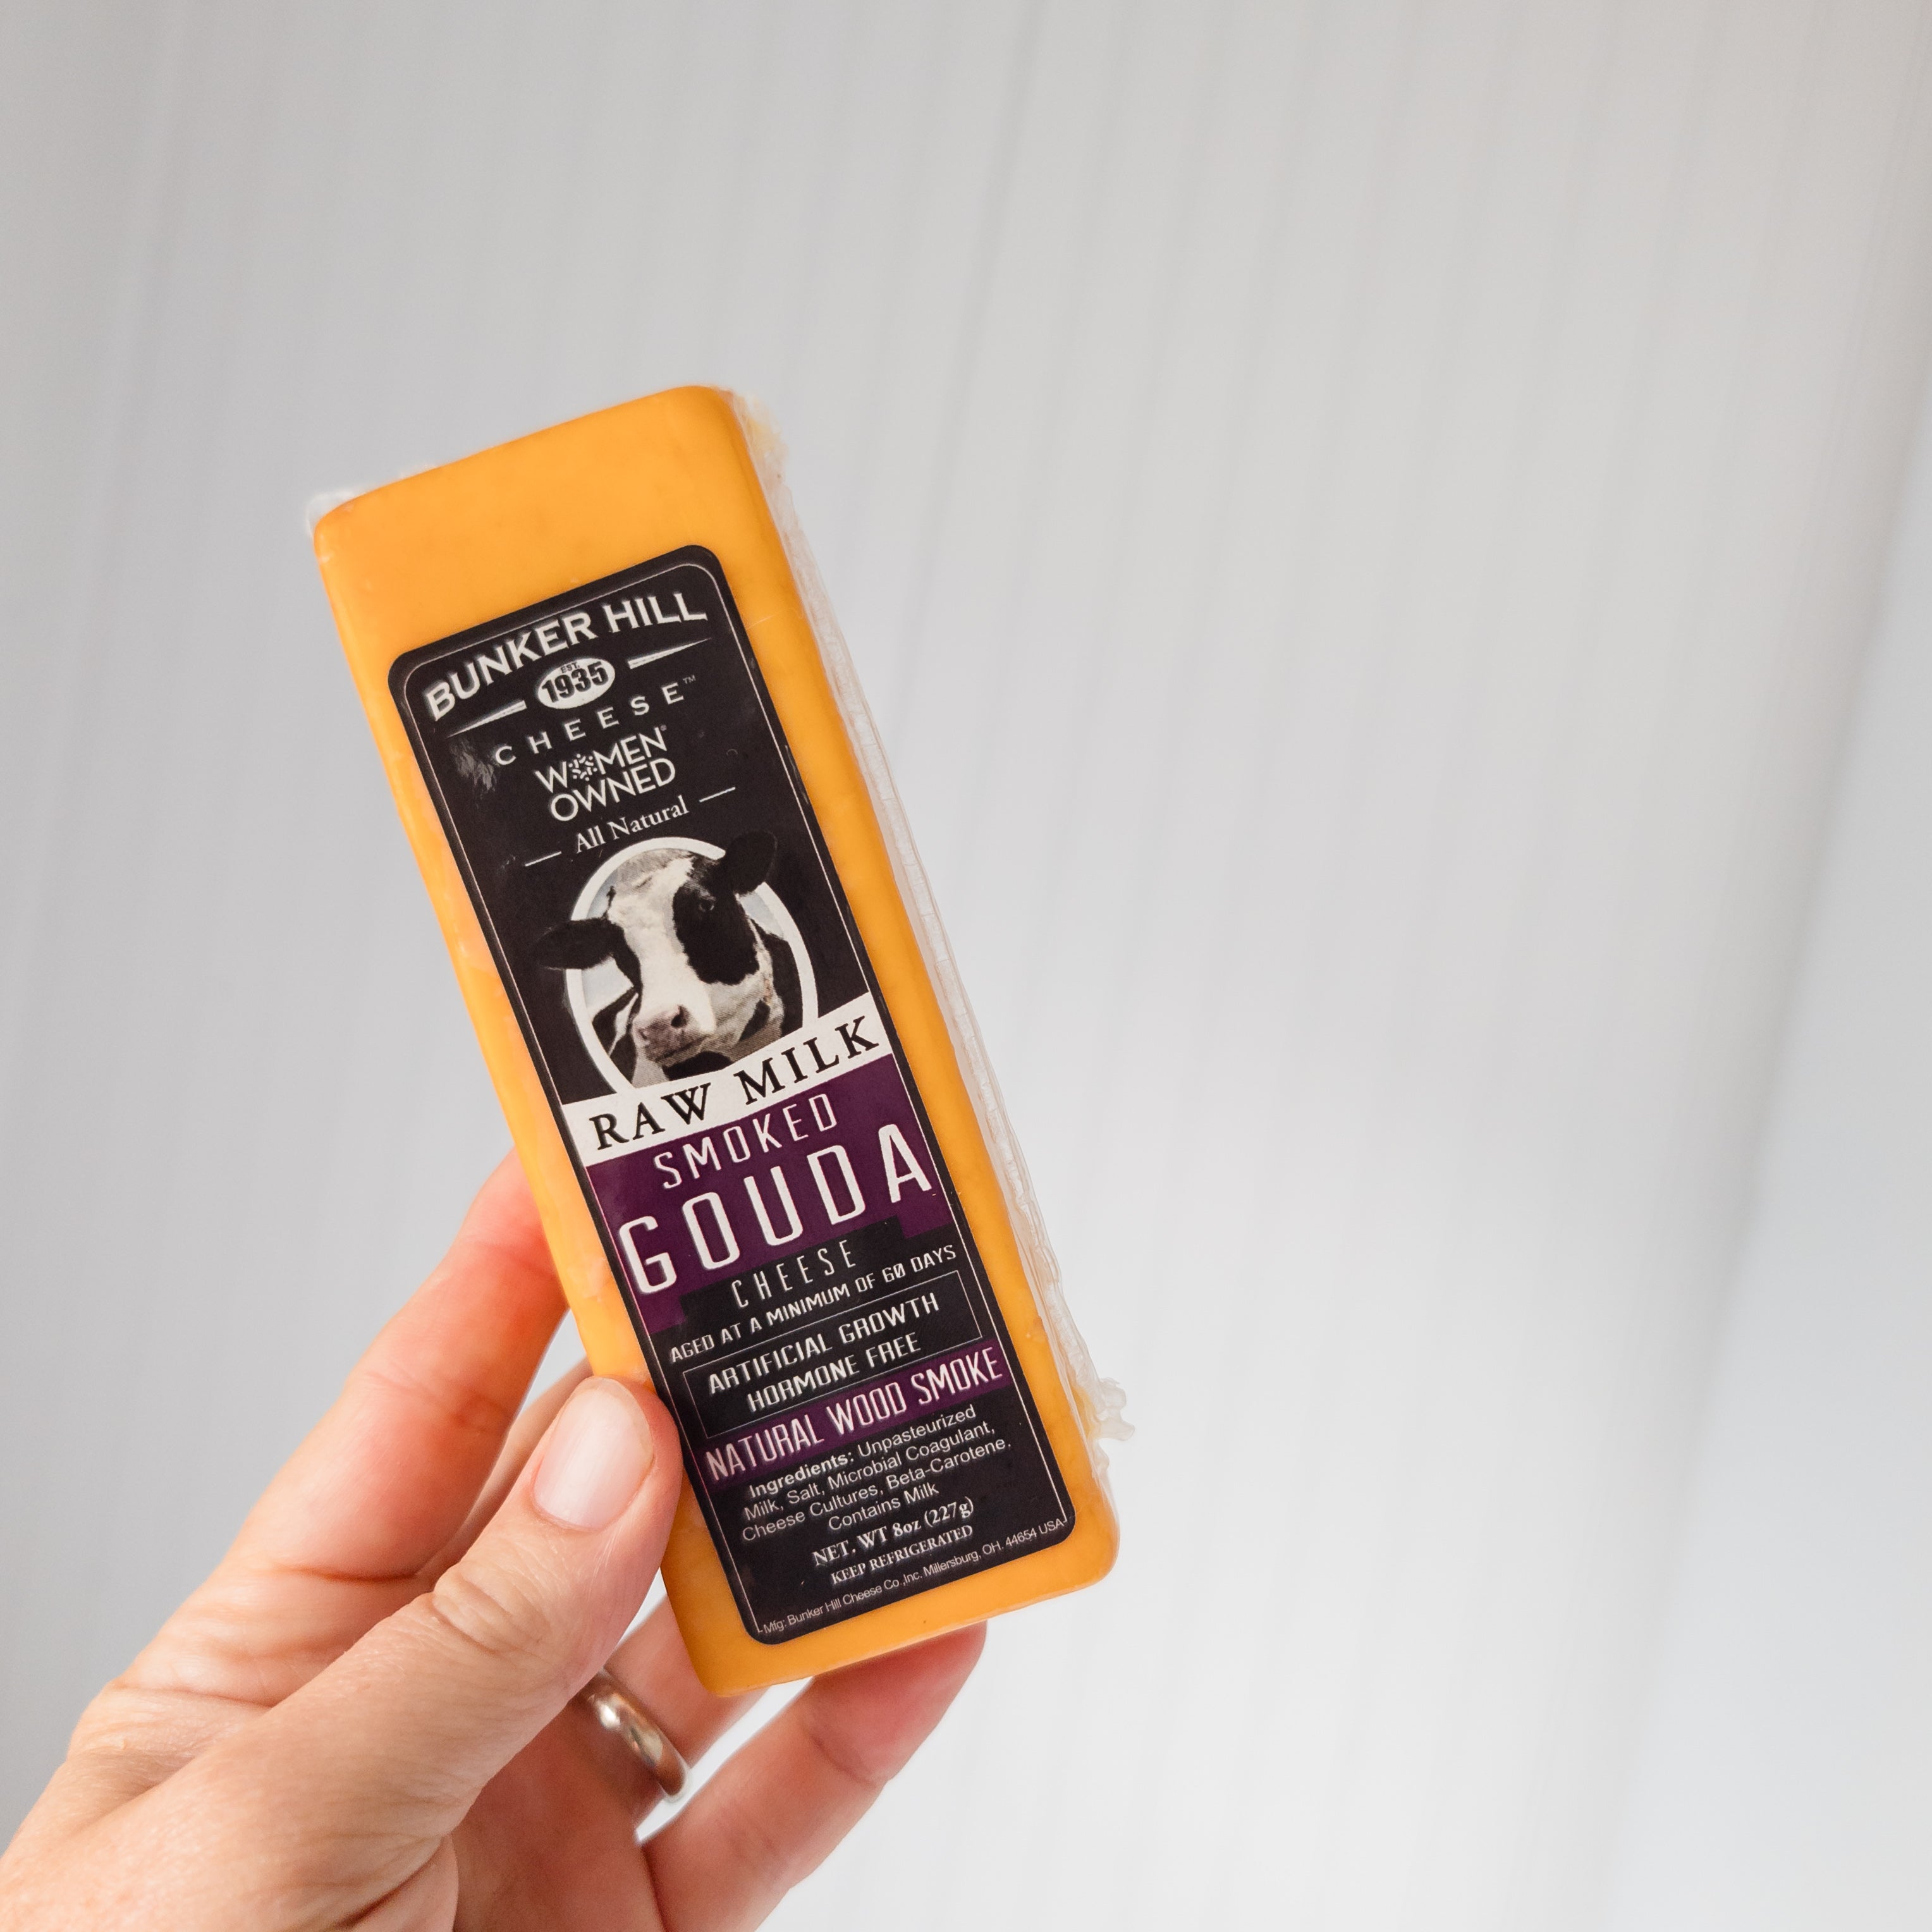 BUNKER HILL
EST.
1935
CHEESE™
WOMEN
OWNED
All Natural
RAW MILK
SMOKED
GOUDA
CHEESE
AGED AT A MINIMUM OF 60 DAYS
ARTIFICIAL GROWTH
HORMONE FREE
NATURAL WOOD SMOKE
Ingredients: Unpasteurized
Milk, Salt, Microbial Coagulant,
Cheese Cultures, Beta-Carotene.
Contains Milk
NET. WT 8oz (227g)
KEEP REFRIGERATED
Mfg: Bunker Hill Cheese Co.,Inc. Millersburg, OH. 44654 USA